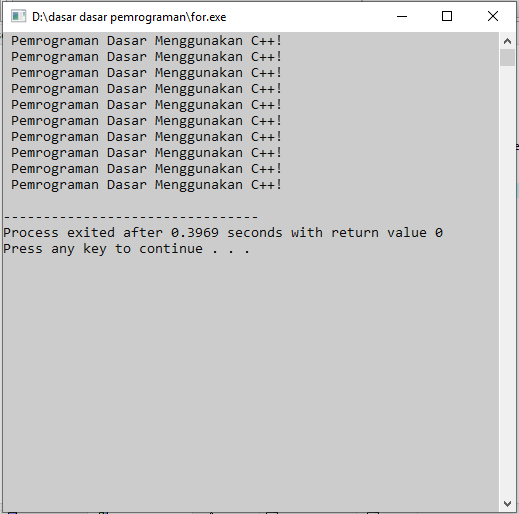 D:\dasar dasar pemrograman\for.exe
Pemrograman Dasar Menggunakan C++!
Pemrograman Dasar Menggunakan C++!
Pemrograman Dasar Menggunakan C++!
Pemrograman Dasar Menggunakan C++!
Pemrograman Dasar Menggunakan C++!
Pemrograman Dasar Menggunakan C++!
Pemrograman Dasar Menggunakan C++!
Pemrograman Dasar Menggunakan C++!
Pemrograman Dasar Menggunakan C++!
Pemrograman Dasar Menggunakan C++!
--------------------------------
Process exited after 0.3969 seconds with return value 0
Press any key to continue . . .